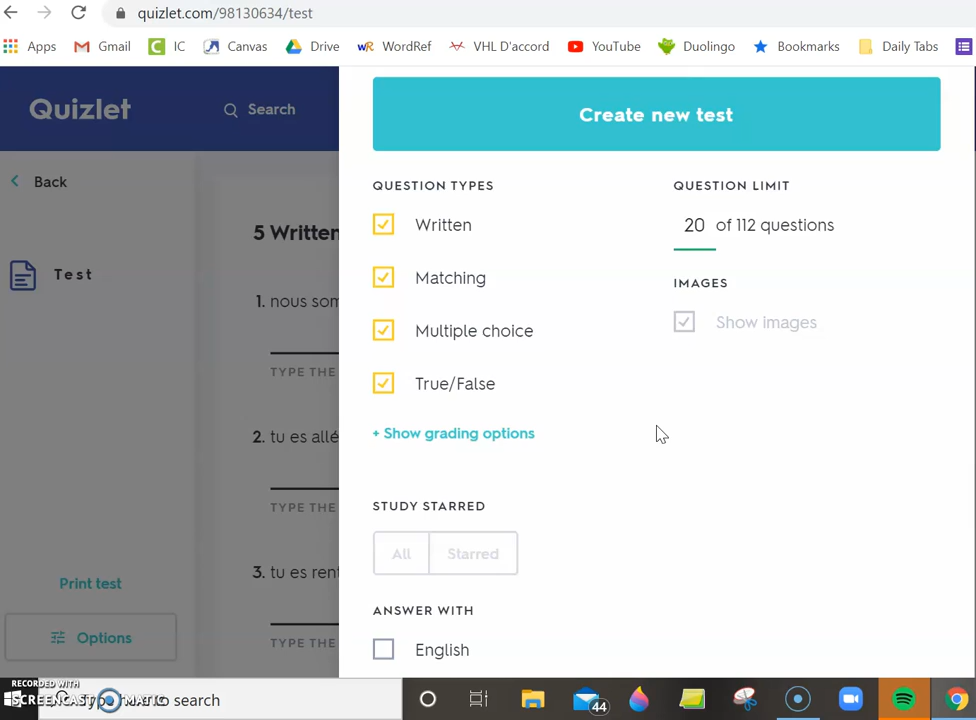 quizlet.com/98130634/test
Apps Gmail IC Canvas Drive WordRef VHL D'accord YouTube Duolingo Bookmarks Daily Tabs
Quizlet Search
Create new test
Back
QUESTION TYPES QUESTION LIMIT
5 Written Written 20 of 112 questions
Test
Matching IMAGES
1. nous som
Multiple choice Show images
TYPE THE
True/False
2. tu es allé + Show grading options
TYPE THE STUDY STARRED
All Starred
3. tu es rent
Print test
ANSWER WITH
Options
TYPE THE English
RECORDED WITH
SCREENCAST MATIC
here to search 44